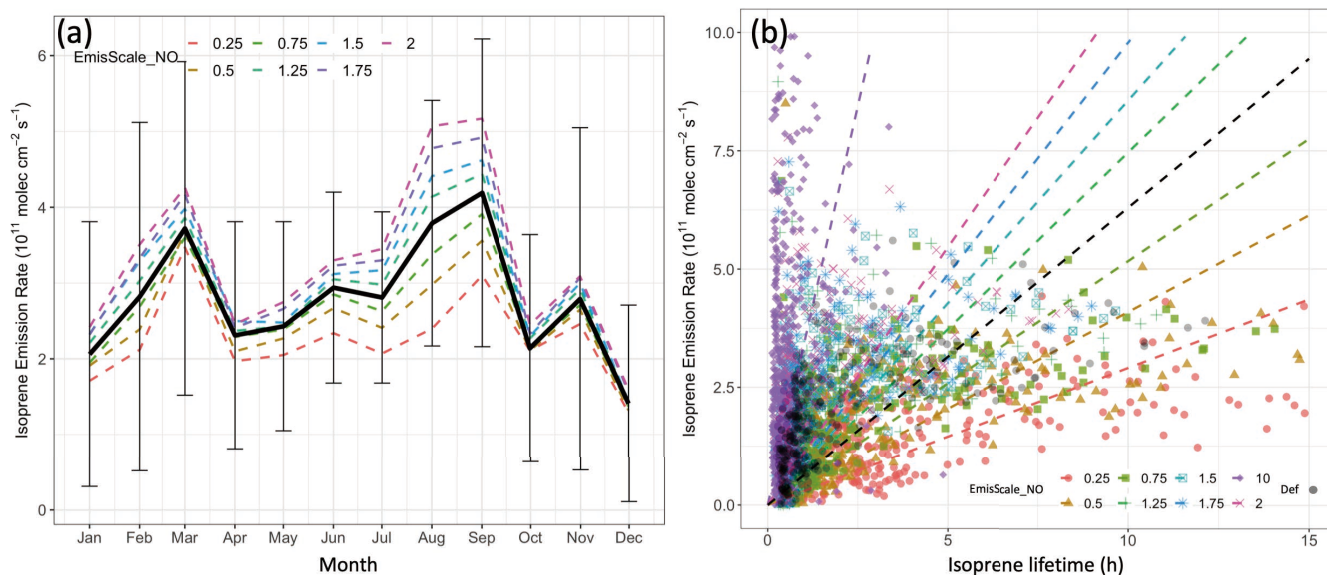 (a)
EmisScale_NO
0.25 0.75 1.5 2
0.5 1.25 1.75
Isoprene Emission Rate (10¹¹ molec cm⁻² s⁻¹)
6
4
2
0
Jan Feb Mar Apr May Jun Jul Aug Sep Oct Nov Dec
Month
(b)
Isoprene Emission Rate (10¹¹ molec cm⁻² s⁻¹)
10.0
7.5
5.0
2.5
0.0
EmisScale_NO
0.25 0.75 1.5 10 Def
0.5 1.25 1.75 2
0 5 10 15
Isoprene lifetime (h)